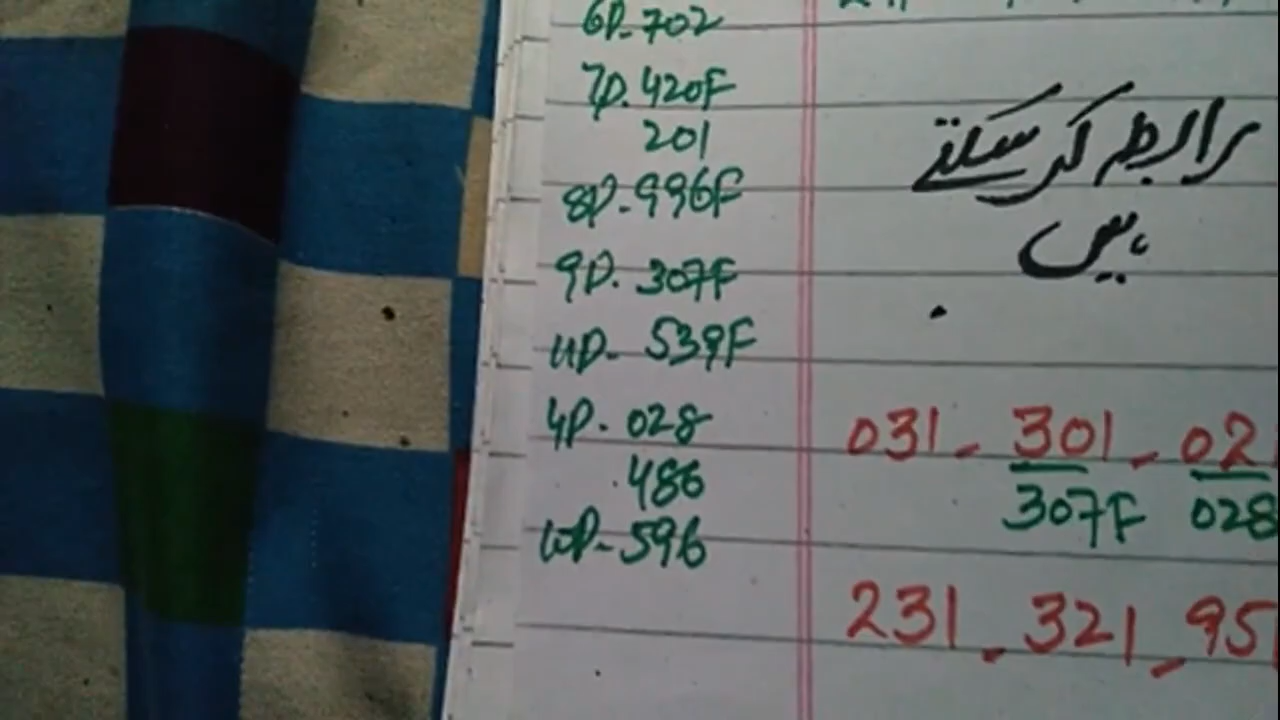 6P-702
7P.420F
201
8P-996F
9P. 307F
11P- 539F
4P. 028
.486
10P-596
رابطہ کر سکتے
ہیں
031 - 301 - 02
307F 028
231 - 321 - 95